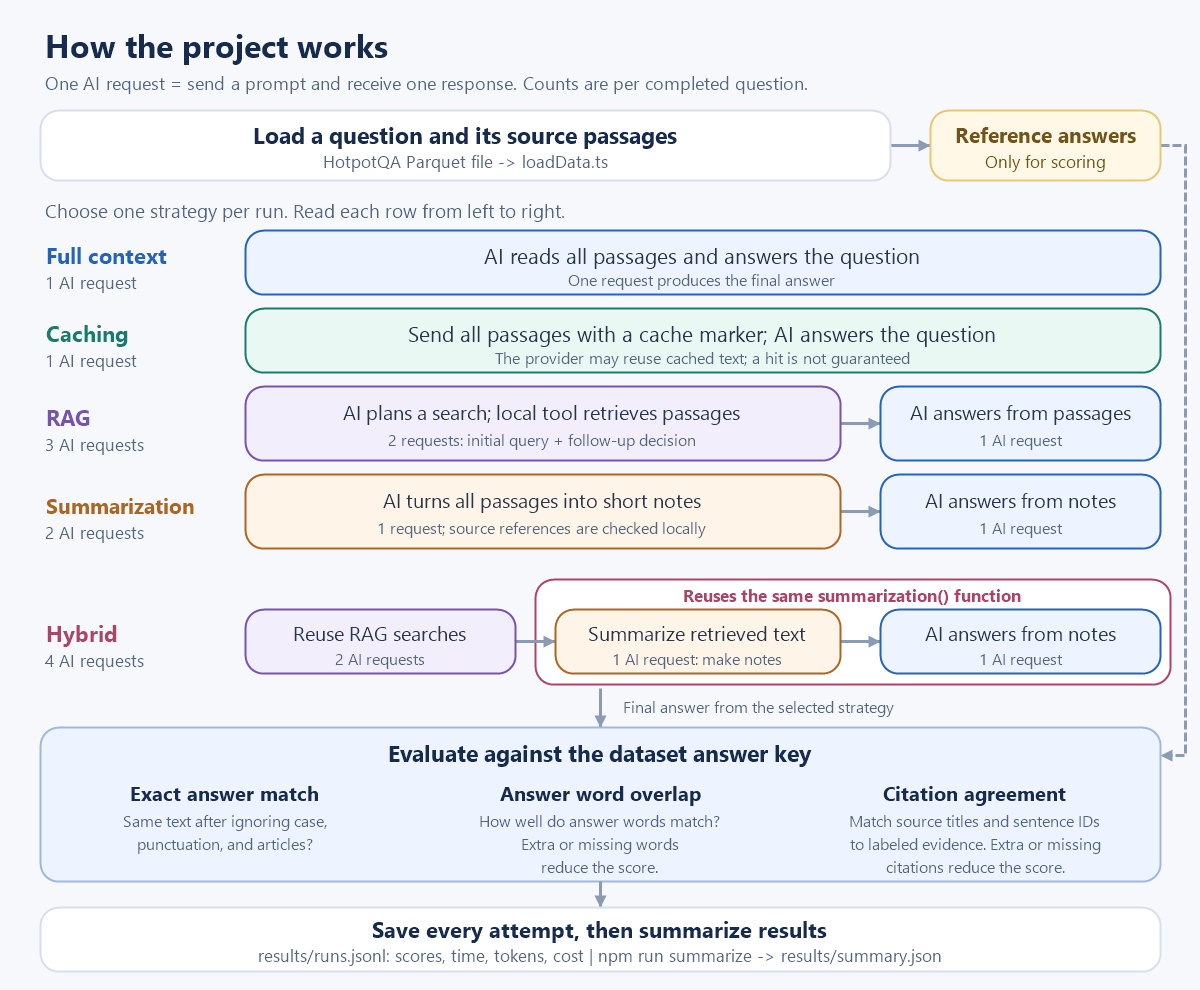 How the project works
One AI request = send a prompt and receive one response. Counts are per completed question.
Load a question and its source passages
HotpotQA Parquet file -> loadData.ts
Reference answers
Only for scoring
Choose one strategy per run. Read each row from left to right.
Full context
1 AI request
AI reads all passages and answers the question
One request produces the final answer
Caching
1 AI request
Send all passages with a cache marker; AI answers the question
The provider may reuse cached text; a hit is not guaranteed
RAG
3 AI requests
AI plans a search; local tool retrieves passages
2 requests: initial query + follow-up decision
AI answers from passages
1 AI request
Summarization
2 AI requests
AI turns all passages into short notes
1 request; source references are checked locally
AI answers from notes
1 AI request
Reuses the same summarization() function
Hybrid
4 AI requests
Reuse RAG searches
2 AI requests
Summarize retrieved text
1 AI request: make notes
AI answers from notes
1 AI request
Final answer from the selected strategy
Evaluate against the dataset answer key
Exact answer match
Same text after ignoring case,
punctuation, and articles?
Answer word overlap
How well do answer words match?
Extra or missing words
reduce the score.
Citation agreement
Match source titles and sentence IDs
to labeled evidence. Extra or missing
citations reduce the score.
Save every attempt, then summarize results
results/runs.jsonl: scores, time, tokens, cost | npm run summarize -> results/summary.json